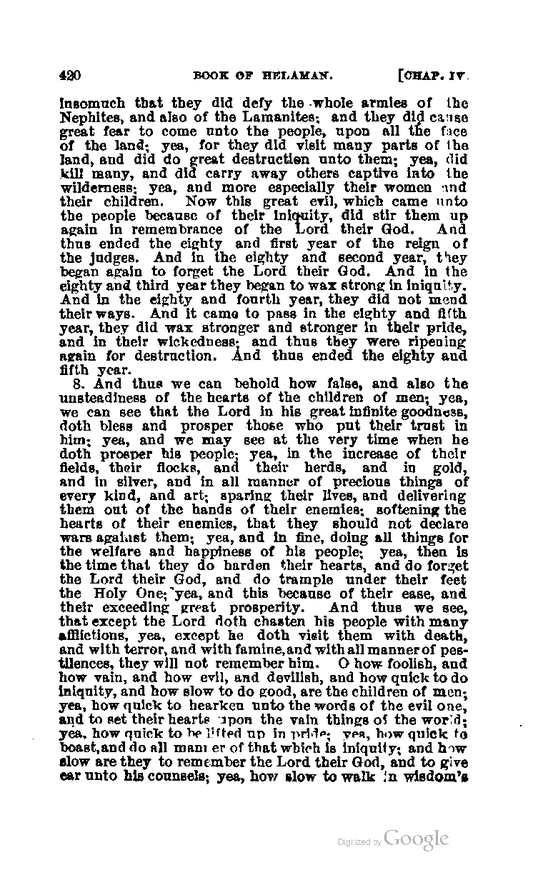 420 BOOK OF HELAMAN. [CHAP. IV.
insomuch that they did defy the whole armies of the
Nephites, and also of the Lamanites; and they did cause
great fear to come unto the people, upon all the face
of the land; yea, for they did visit many parts of the
land, and did do great destruction unto them; yea, did
kill many, and did carry away others captive into the
wilderness; yea, and more especially their women and
their children. Now this great evil, which came unto
the people because of their iniquity, did stir them up
again in remembrance of the Lord their God. And
thus ended the eighty and first year of the reign of
the judges. And in the eighty and second year, they
began again to forget the Lord their God. And in the
eighty and third year they began to wax strong in iniquity.
And in the eighty and fourth year, they did not mend
their ways. And it came to pass in the eighty and fifth
year, they did wax stronger and stronger in their pride,
and in their wickedness; and thus they were ripening
again for destruction. And thus ended the eighty and
fifth year.
8. And thus we can behold how false, and also the
unsteadiness of the hearts of the children of men; yea,
we can see that the Lord in his great infinite goodness,
doth bless and prosper those who put their trust in
him; yea, and we may see at the very time when he
doth prosper his people; yea, in the increase of their
fields, their flocks, and their herds, and in gold,
and in silver, and in all manner of precious things of
every kind, and art; sparing their lives, and delivering
them out of the hands of their enemies; softening the
hearts of their enemies, that they should not declare
wars against them; yea, and in fine, doing all things for
the welfare and happiness of his people; yea, then is
the time that they do harden their hearts, and do forget
the Lord their God, and do trample under their feet
the Holy One; yea, and this because of their ease, and
their exceeding great prosperity. And thus we see,
that except the Lord doth chasten his people with many
afflictions, yea, except he doth visit them with death,
and with terror, and with famine, and with all manner of pes-
tilences, they will not remember him. O how foolish, and
how vain, and how evil, and devilish, and how quick to do
iniquity, and how slow to do good, are the children of men;
yea, how quick to hearken unto the words of the evil one,
and to set their hearts upon the vain things of the world;
yea, how quick to be lifted up in pride; yea, how quick to
boast, and do all manner of that which is iniquity; and how
slow are they to remember the Lord their God, and to give
ear unto his counsels; yea, how slow to walk in wisdom's
Digitized by Google